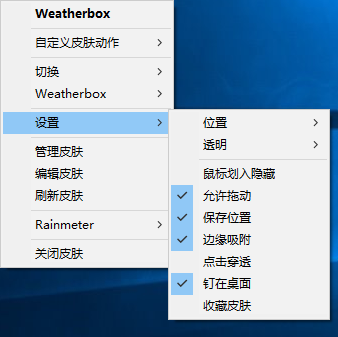 Weatherbox
自定义皮肤动作
切换
Weatherbox
设置
管理皮肤
编辑皮肤
刷新皮肤
Rainmeter
关闭皮肤
位置
透明
鼠标划入隐藏
允许拖动
保存位置
边缘吸附
点击穿透
钉在桌面
收藏皮肤